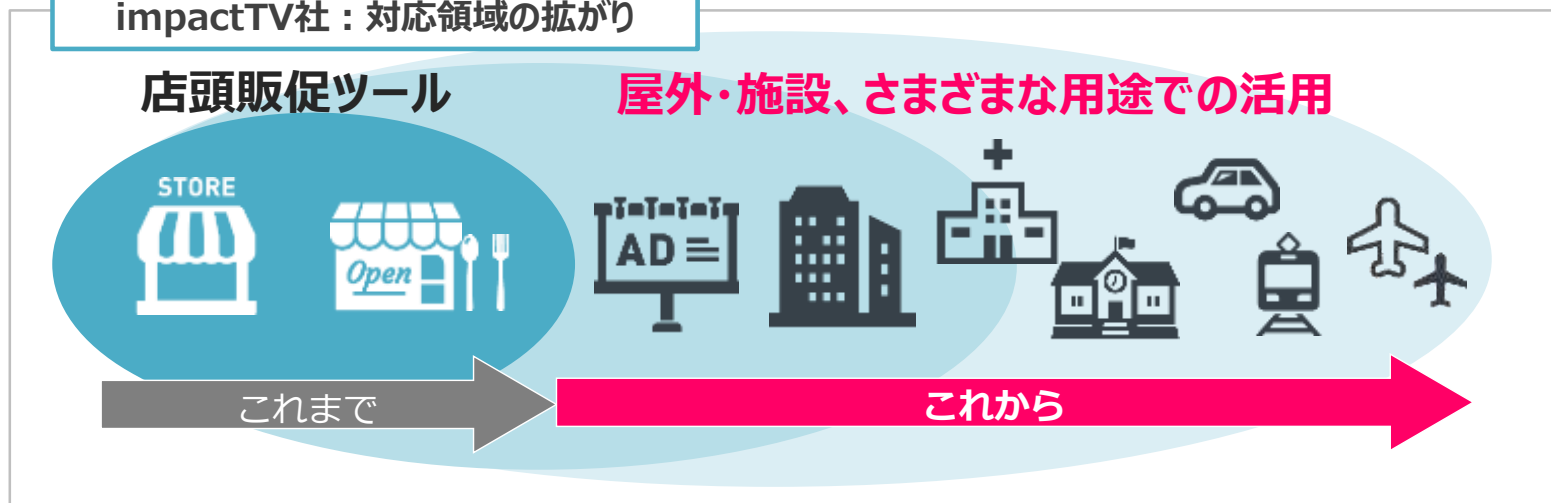 impactTV社：対応領域の拡がり
店頭販促ツール
屋外・施設、さまざまな用途での活用
STORE
Open
AD
これまで
これから